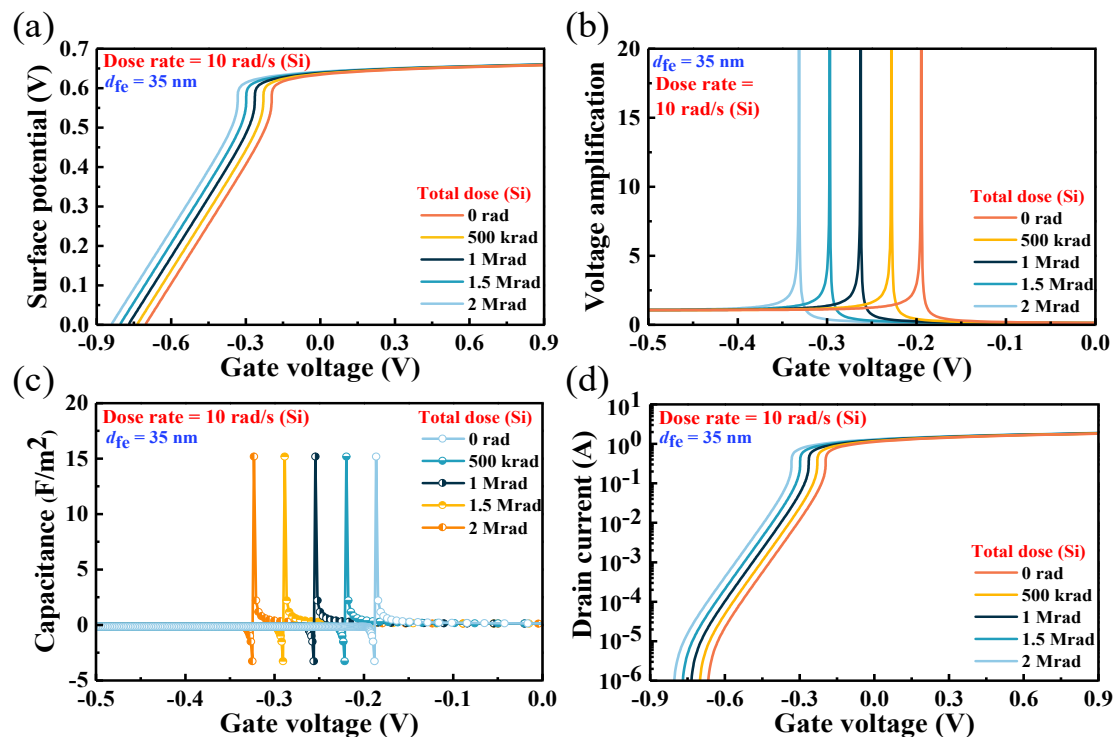 (a)
Dose rate = 10 rad/s (Si)
d_fe = 35 nm
Surface potential (V)
0.7
0.6
0.5
0.4
0.3
0.2
0.1
0.0
Total dose (Si)
0 rad
500 krad
1 Mrad
1.5 Mrad
2 Mrad
-0.9 -0.6 -0.3 0.0 0.3 0.6 0.9
Gate voltage (V)
(b)
d_fe = 35 nm
Dose rate =
10 rad/s (Si)
Voltage amplification
20
15
10
5
0
Total dose (Si)
0 rad
500 krad
1 Mrad
1.5 Mrad
2 Mrad
-0.5 -0.4 -0.3 -0.2 -0.1 0.0
Gate voltage (V)
(c)
Dose rate = 10 rad/s (Si)
d_fe = 35 nm
Capacitance (F/m²)
20
15
10
5
0
-5
Total dose (Si)
0 rad
500 krad
1 Mrad
1.5 Mrad
2 Mrad
-0.5 -0.4 -0.3 -0.2 -0.1 0.0
Gate voltage (V)
(d)
Dose rate = 10 rad/s (Si)
d_fe = 35 nm
Drain current (A)
10¹
10⁰
10⁻¹
10⁻²
10⁻³
10⁻⁴
10⁻⁵
10⁻⁶
Total dose (Si)
0 rad
500 krad
1 Mrad
1.5 Mrad
2 Mrad
-0.9 -0.6 -0.3 0.0 0.3 0.6 0.9
Gate voltage (V)